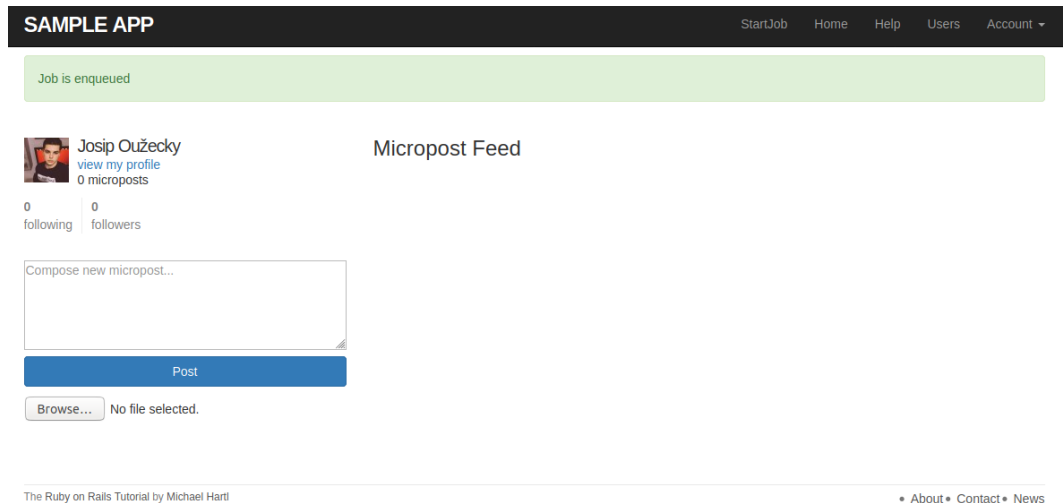 SAMPLE APP StartJob Home Help Users Account
Job is enqueued
Josip Oužecky
view my profile
0 microposts
0 0
following followers
Micropost Feed
Compose new micropost...
Post
Browse... No file selected.
The Ruby on Rails Tutorial by Michael Hartl • About • Contact • News